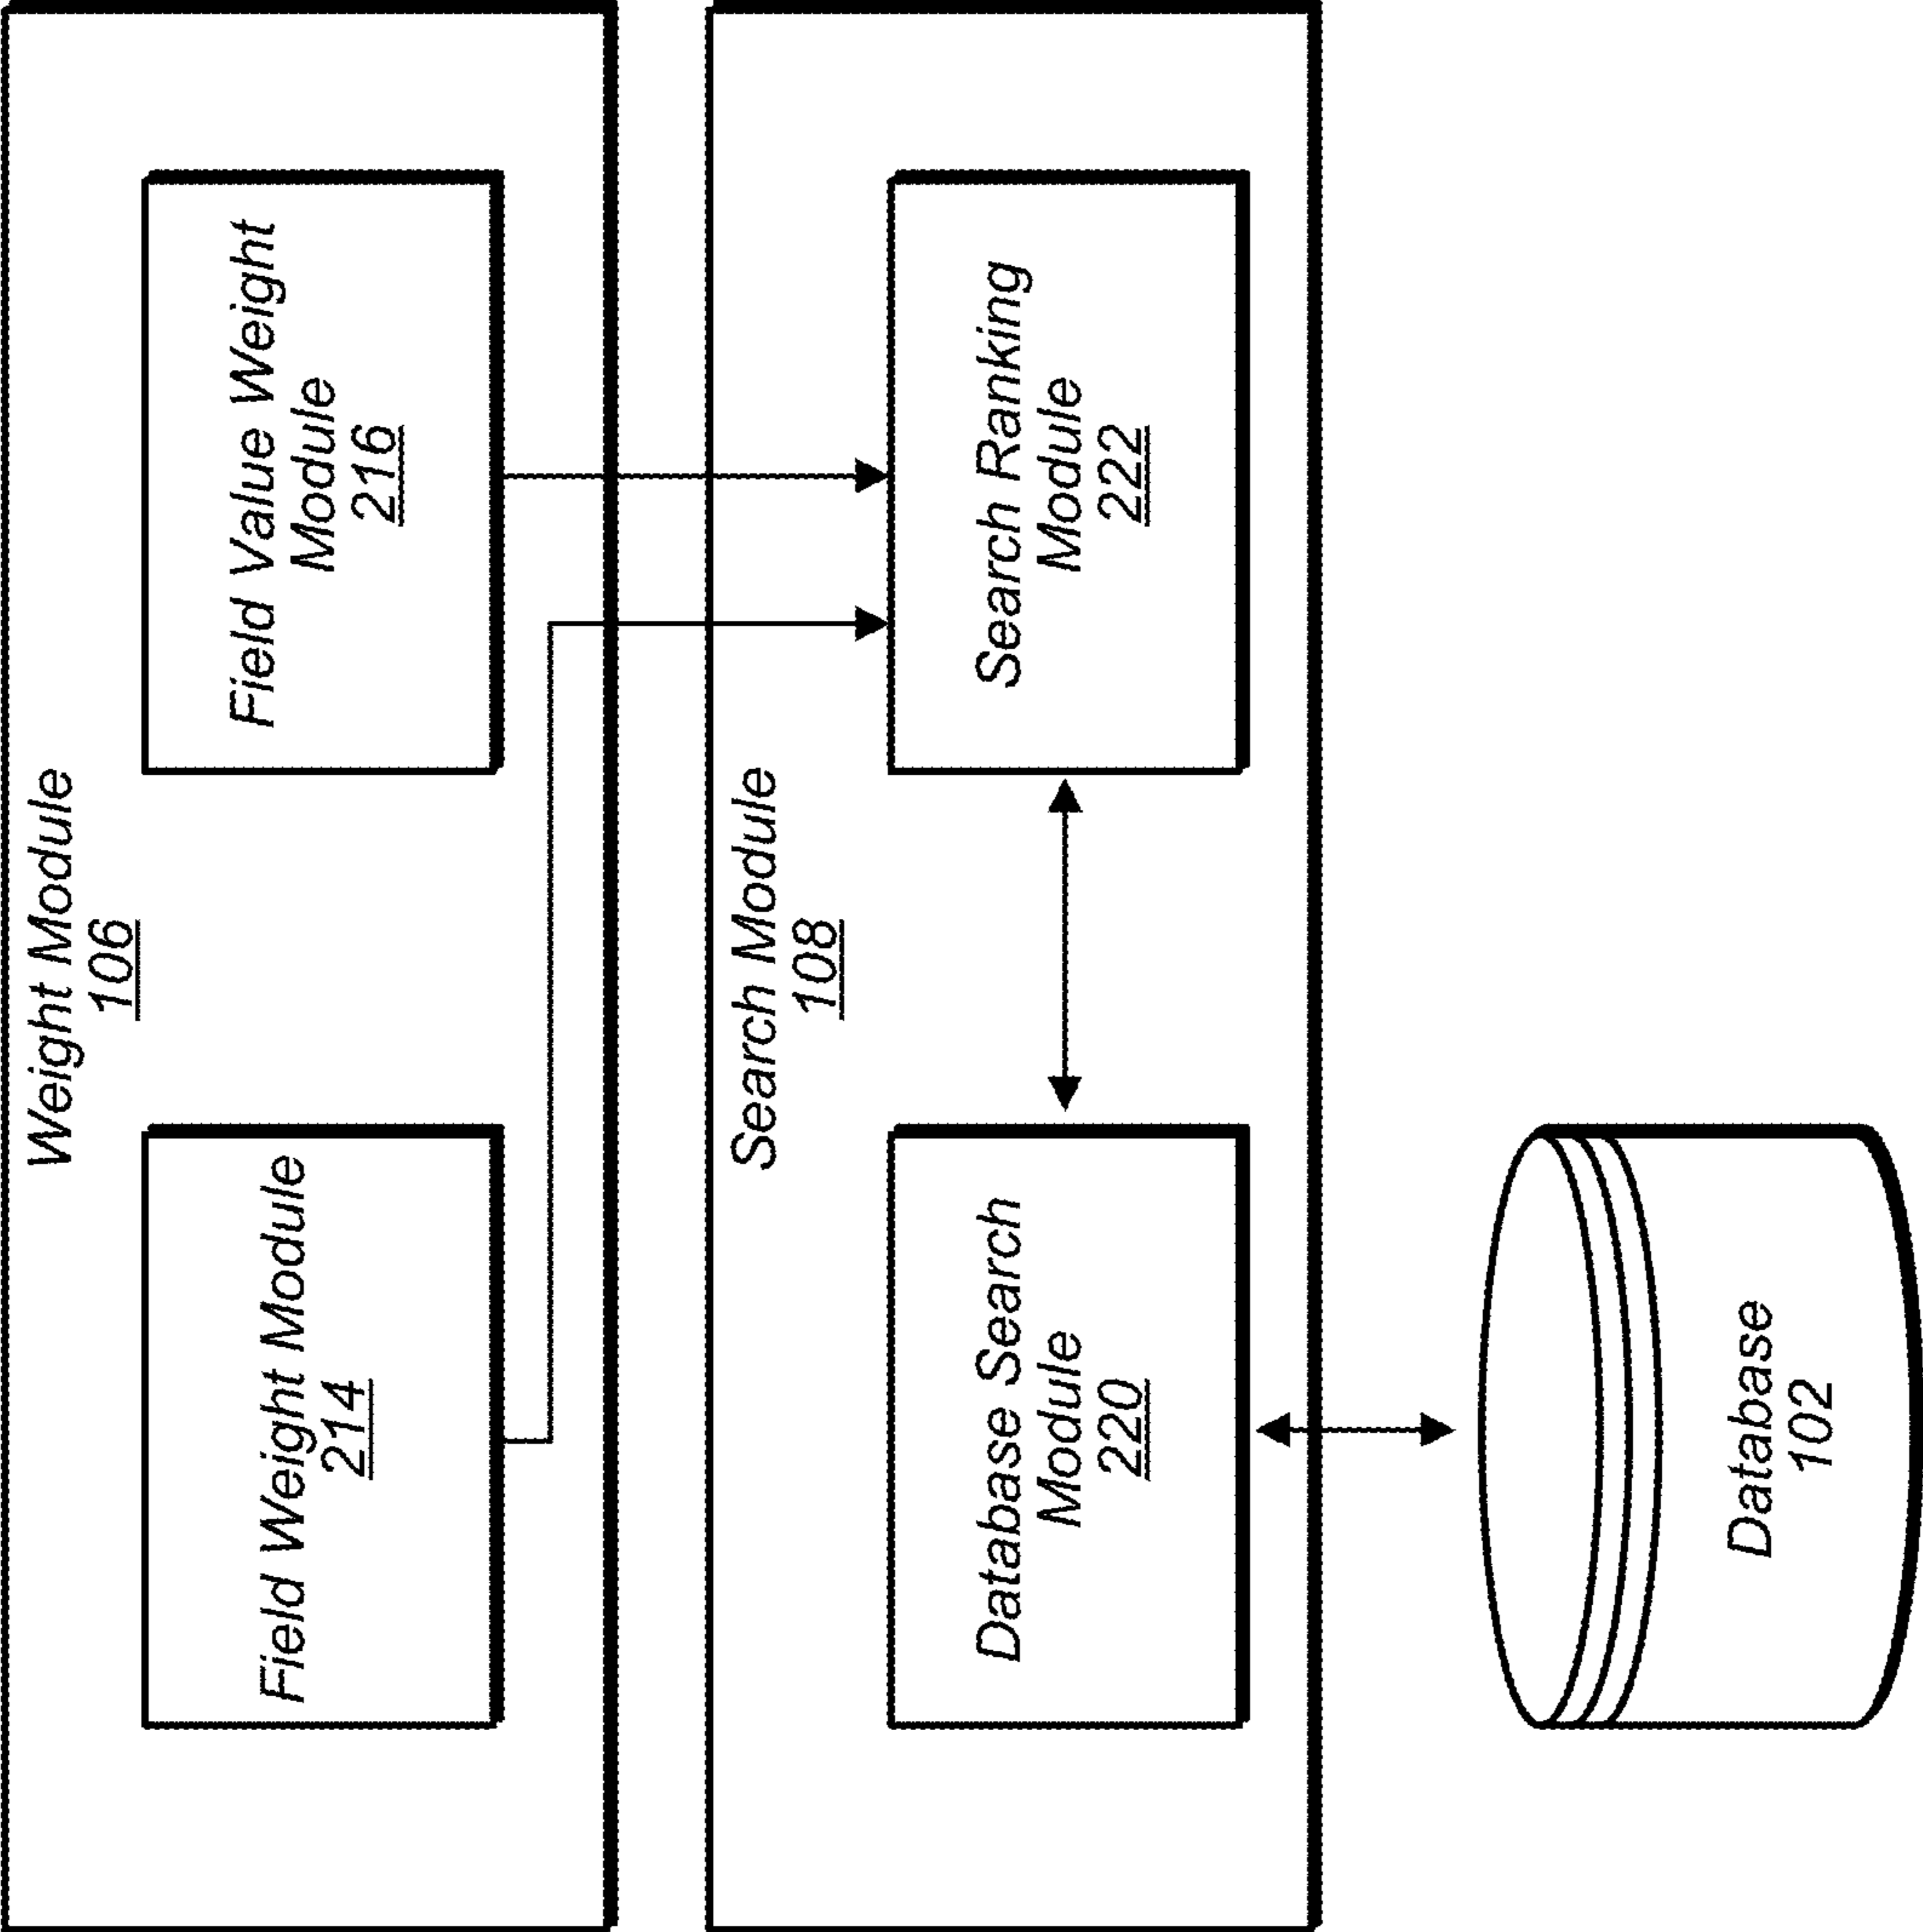 Weight Module
106
Field Weight Module
214
Field Value Weight
Module
216
Search Module
108
Database Search
Module
220
Search Ranking
Module
222
Database
102